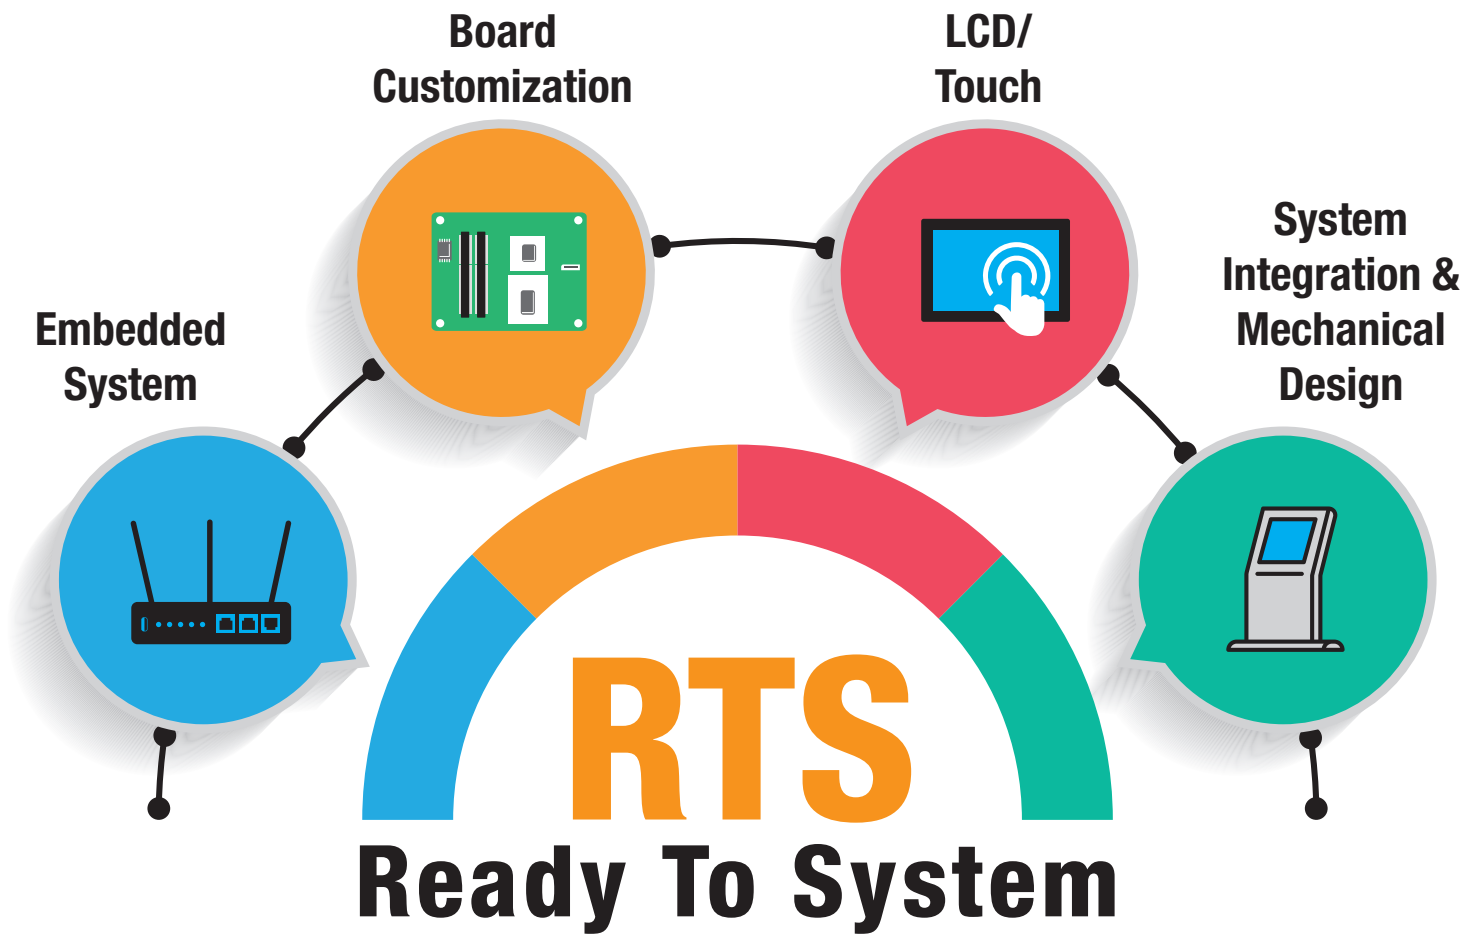 Board
Customization
LCD/
Touch
System
Integration &
Mechanical
Design
Embedded
System
RTS
Ready To System